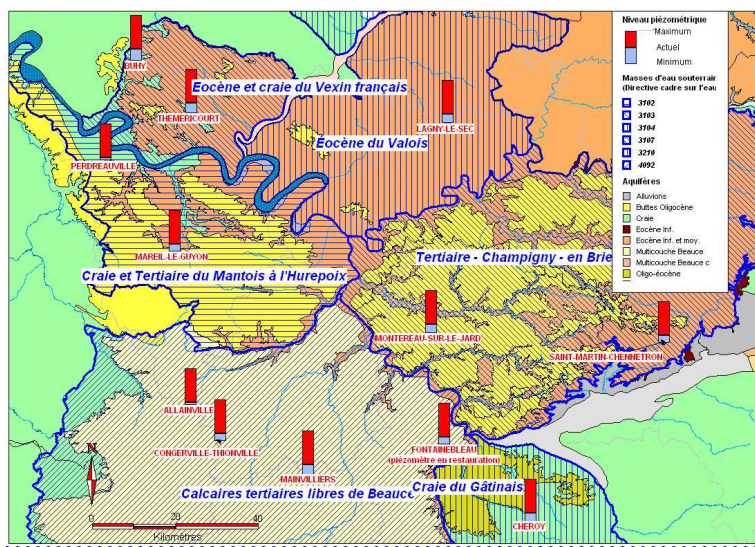 Niveau piézométrique
Maximum
Actuel
Minimum
Masses d'eau souterrair
(Directive cadre sur l'eau
3102
3103
3104
3107
3210
4092
Aquifères
Alluvions
Buttes Oligocène
Craie
Eocène Inf.
Eocène Inf. et moy.
Multicouche Beauce
Multicouche Beauce c
Oligo-éocène
BUHY
Eocène et craie du Vexin français
THEMERICOURT
LAGNY-LE-SEC
Eocène du Valois
PERDREAUVILLE
MAREIL-LE-GUYON
Tertiaire - Champigny - en Brie
Craie et Tertiaire du Mantois à l'Hurepoix
MONTEREAU-SUR-LE-JARD
SAINT-MARTIN-CHENNETRON
ALLAINVILLE
CONGERVILLE-THIONVILLE
FONTAINEBLEAU
(piézomètre en restauration)
MAINVILLIERS
Craie du Gâtinais
Calcaires tertiaires libres de Beauce
CHEROY
N
0 20 40
Kilomètres